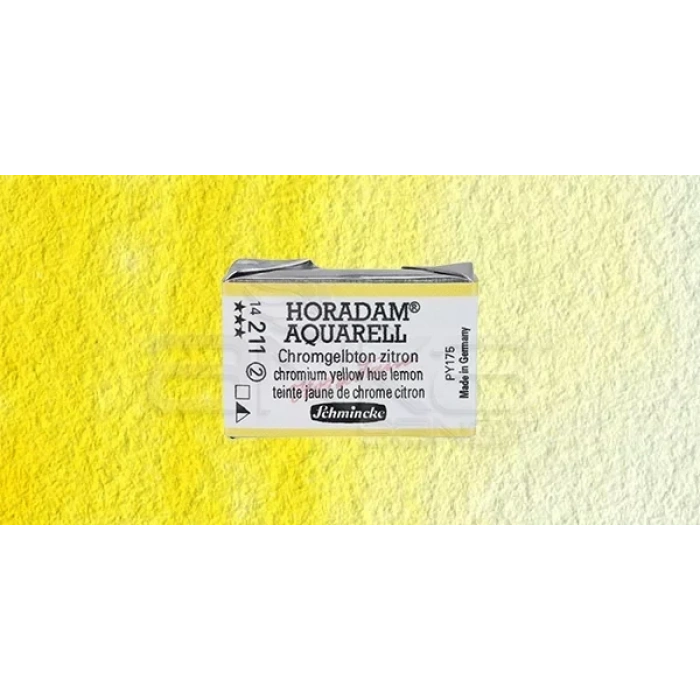 HORADAM®
AQUARELL
Chromgelbton zitron
chromium yellow hue lemon
teinte jaune de chrome citron
Schmincke
14 211 2
★★★
PY175
Made in Germany